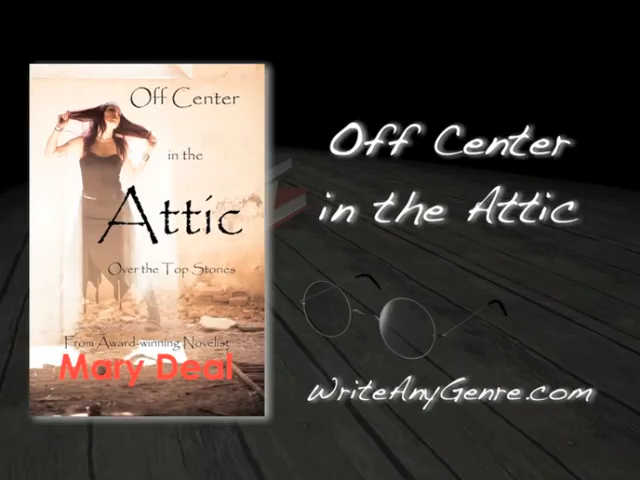 Off Center
in the
Attic
Over the Top Stories
From Award-winning Novelist
Mary Deal
Off Center
in the Attic
WriteAnyGenre.com